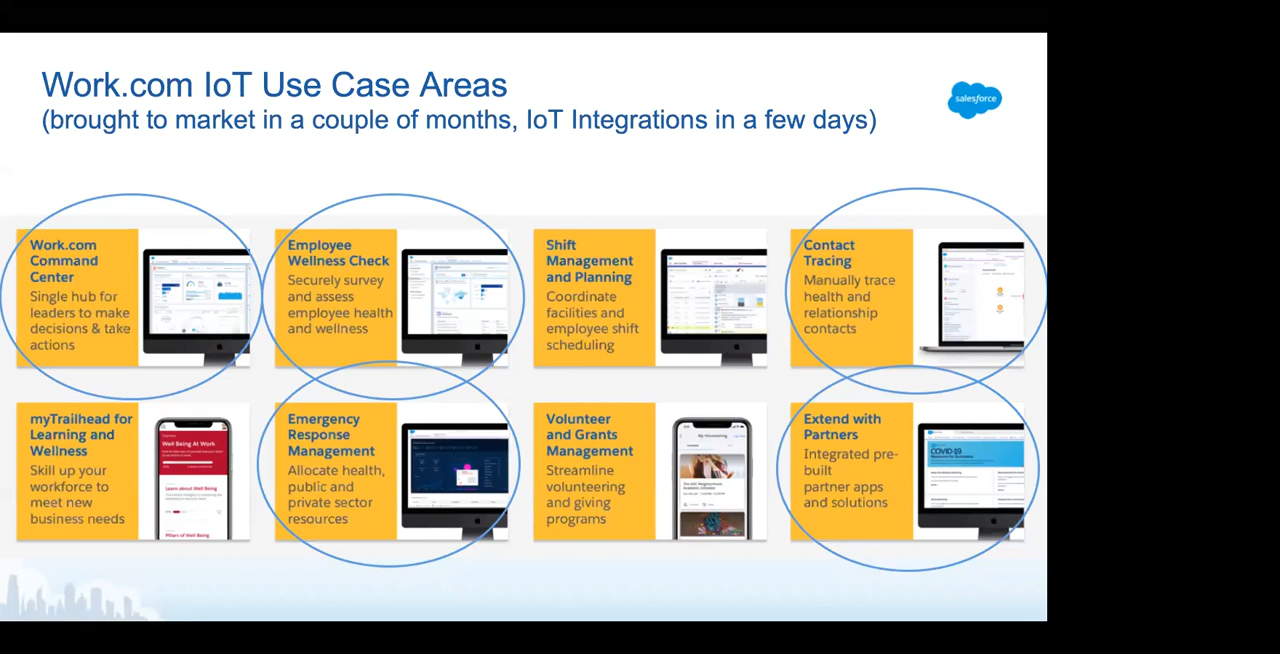 Work.com IoT Use Case Areas
(brought to market in a couple of months, IoT Integrations in a few days)
salesforce
Work.com
Command
Center
Single hub for
leaders to make
decisions & take
actions
Employee
Wellness Check
Securely survey
and assess
employee health
and wellness
Shift
Management
and Planning
Coordinate
facilities and
employee shift
scheduling
Contact
Tracing
Manually trace
health and
relationship
contacts
myTrailhead for
Learning and
Wellness
Skill up your
workforce to
meet new
business needs
Well Being At Work
Learn about Well Being
Pillars of Well Being
Emergency
Response
Management
Allocate health,
public and
private sector
resources
Volunteer
and Grants
Management
Streamline
volunteering
and giving
programs
My Volunteering
Extend with
Partners
Integrated pre-
built
partner apps
and solutions
COVID-19